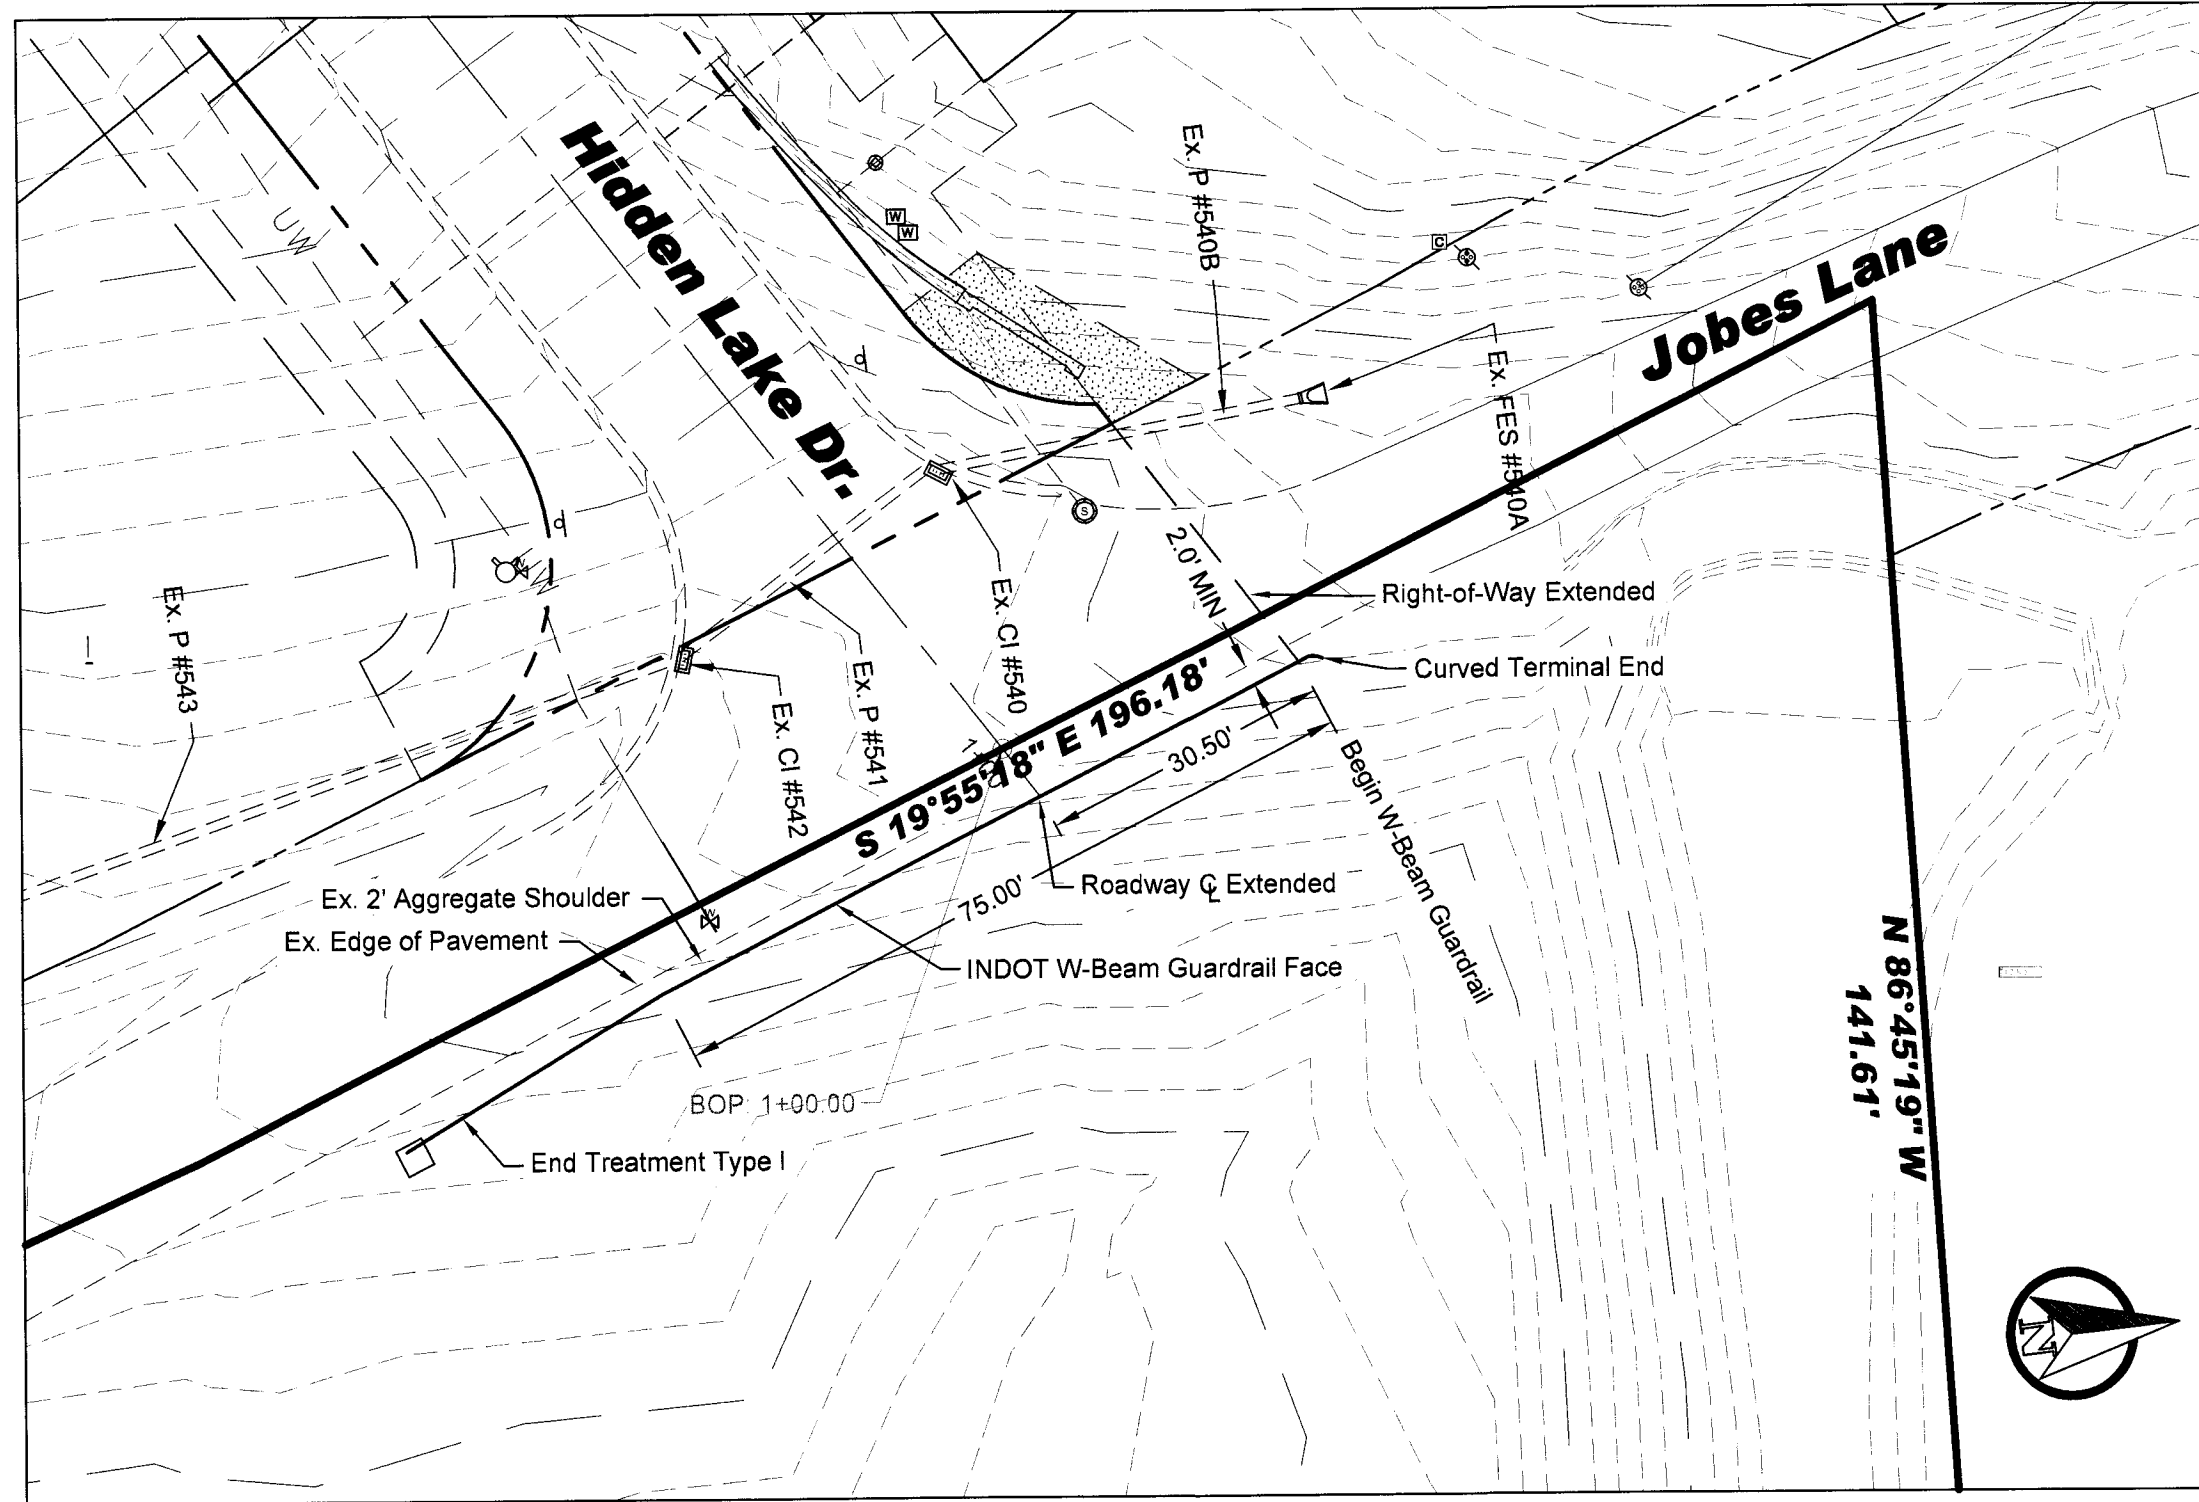 UW
Hidden Lake Dr.
W
W
Ex. P #540B
C
Jobes Lane
Ex. FES #540A
S
2.0' MIN
Right-of-Way Extended
Ex. P #543
Ex. CI #540
Curved Terminal End
Ex. P #541
Ex. CI #542
S 19°55'18" E 196.18'
30.50'
Begin W-Beam Guardrail
75.00'
Roadway ℄ Extended
Ex. 2' Aggregate Shoulder
Ex. Edge of Pavement
INDOT W-Beam Guardrail Face
N 86°45'19" W
141.61'
BOP: 1+00.00
End Treatment Type I
N